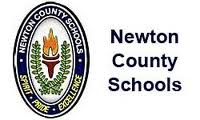 NEWTON COUNTY SCHOOLS
SPIRIT · PRIDE · EXCELLENCE
Newton
County
Schools